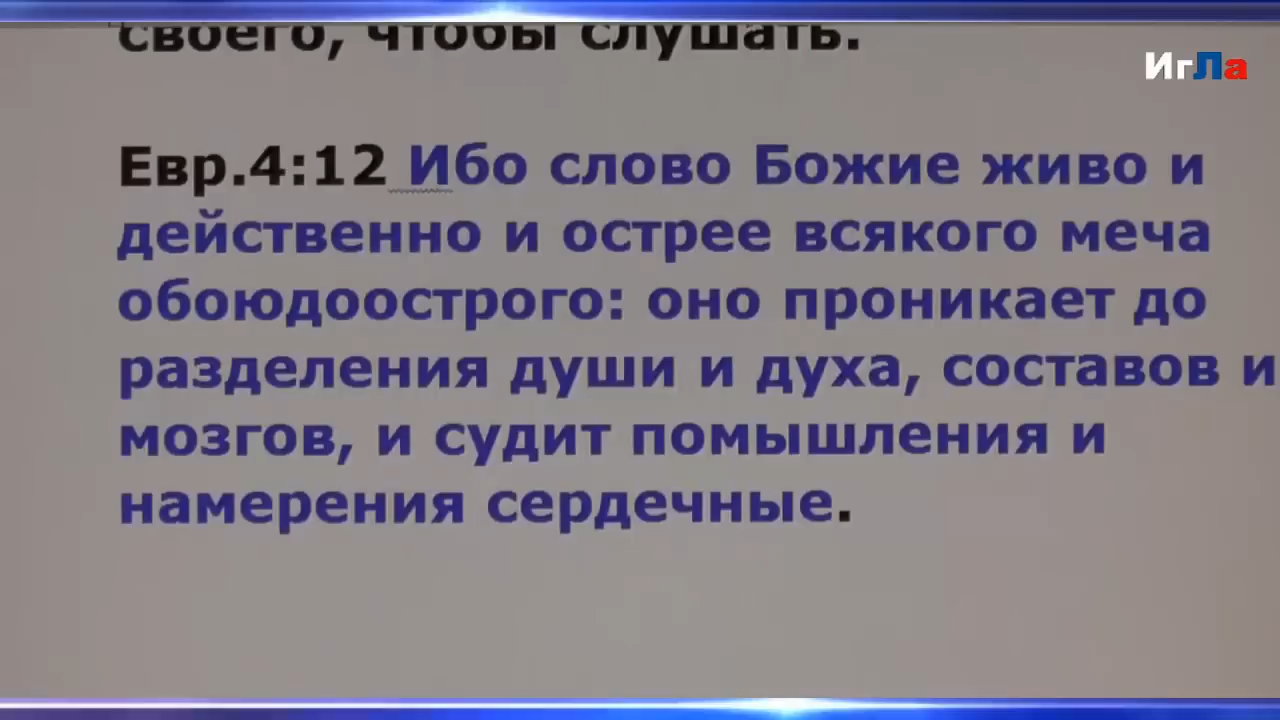 своего, чтобы слушать.
ИгЛа
Евр.4:12 Ибо слово Божие живо и
действенно и острее всякого меча
обоюдоострого: оно проникает до
разделения души и духа, составов и
мозгов, и судит помышления и
намерения сердечные.